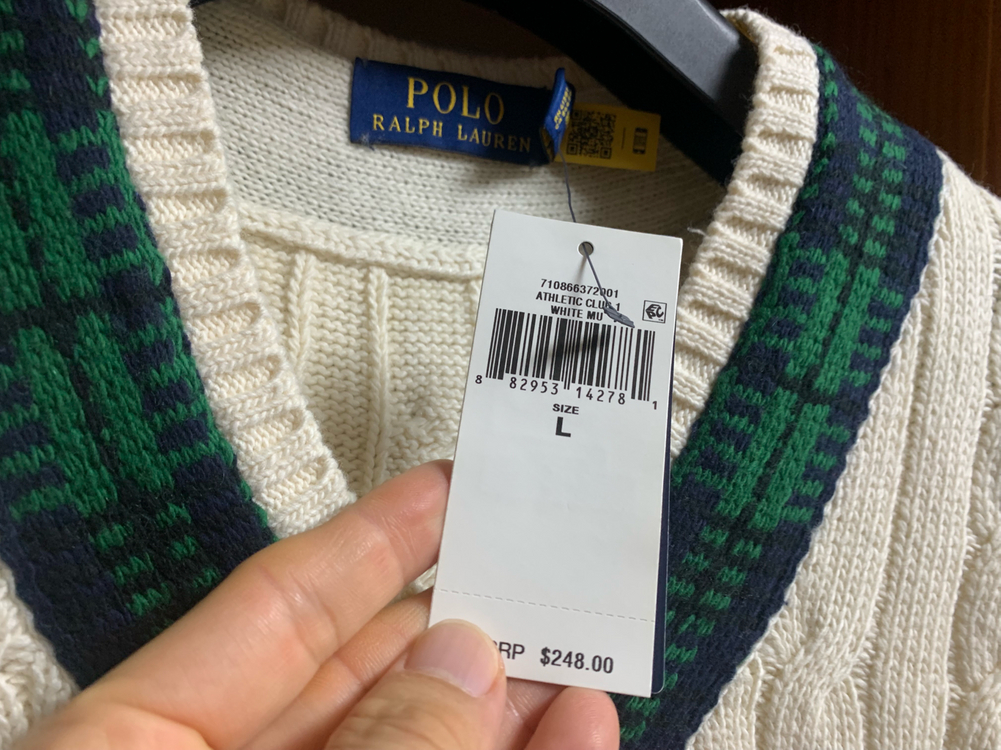 POLO
RALPH LAUREN
710866372001
ATHLETIC CLUB 1
WHITE MU
8 82953 14278 1
SIZE
L
RP $248.00